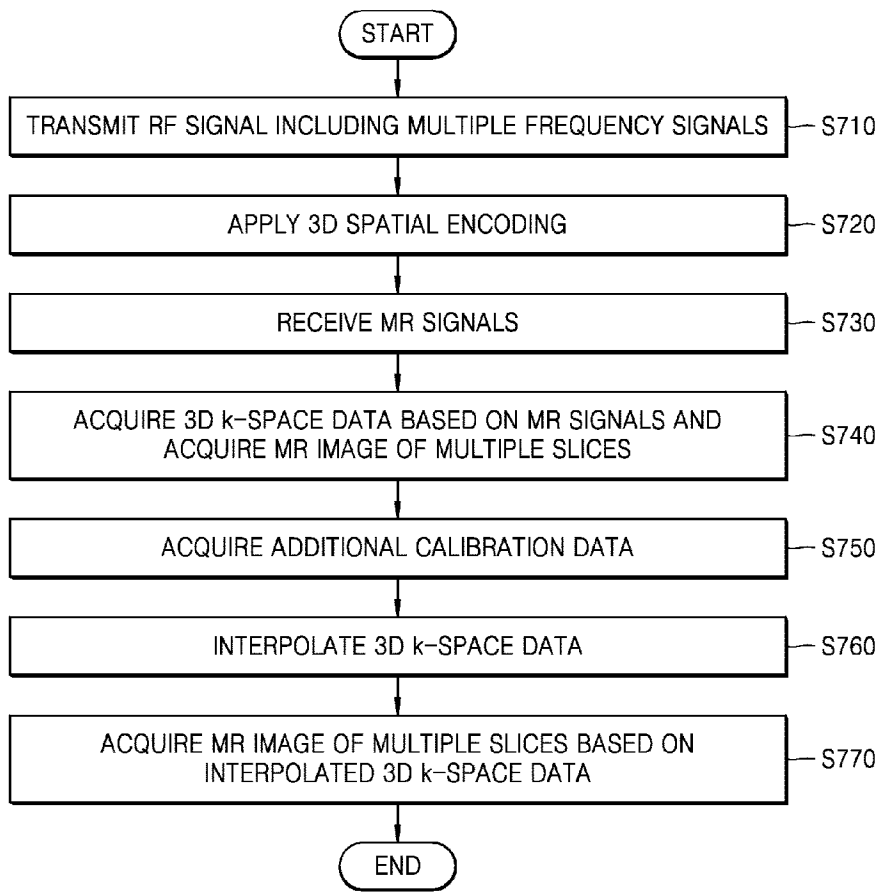 START
TRANSMIT RF SIGNAL INCLUDING MULTIPLE FREQUENCY SIGNALS
S710
APPLY 3D SPATIAL ENCODING
S720
RECEIVE MR SIGNALS
S730
ACQUIRE 3D k-SPACE DATA BASED ON MR SIGNALS AND
ACQUIRE MR IMAGE OF MULTIPLE SLICES
S740
ACQUIRE ADDITIONAL CALIBRATION DATA
S750
INTERPOLATE 3D k-SPACE DATA
S760
ACQUIRE MR IMAGE OF MULTIPLE SLICES BASED ON
INTERPOLATED 3D k-SPACE DATA
S770
END